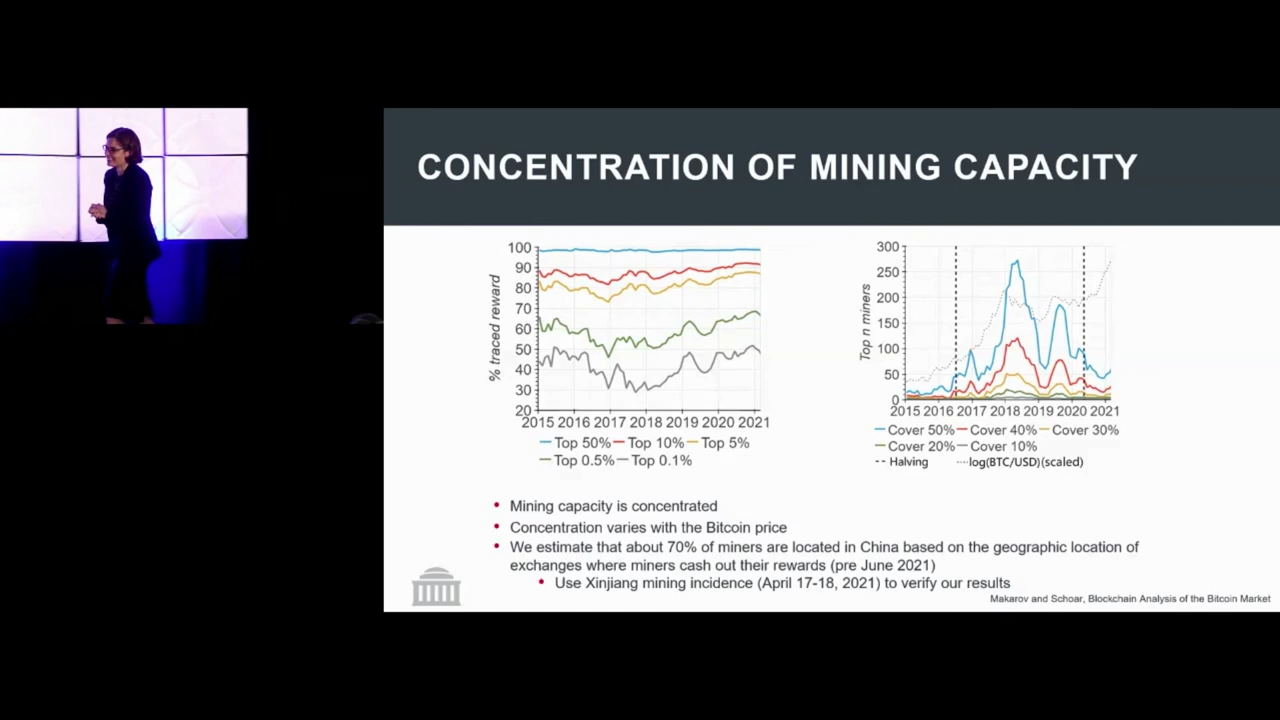 CONCENTRATION OF MINING CAPACITY
% traced reward
100
90
80
70
60
50
40
30
20
2015 2016 2017 2018 2019 2020 2021
Top 50% Top 10% Top 5%
Top 0.5% Top 0.1%
Top n miners
300
250
200
150
100
50
0
2015 2016 2017 2018 2019 2020 2021
Cover 50% Cover 40% Cover 30%
Cover 20% Cover 10%
Halving log(BTC/USD)(scaled)
• Mining capacity is concentrated
• Concentration varies with the Bitcoin price
• We estimate that about 70% of miners are located in China based on the geographic location of
exchanges where miners cash out their rewards (pre June 2021)
• Use Xinjiang mining incidence (April 17-18, 2021) to verify our results
Makarov and Schoar, Blockchain Analysis of the Bitcoin Market